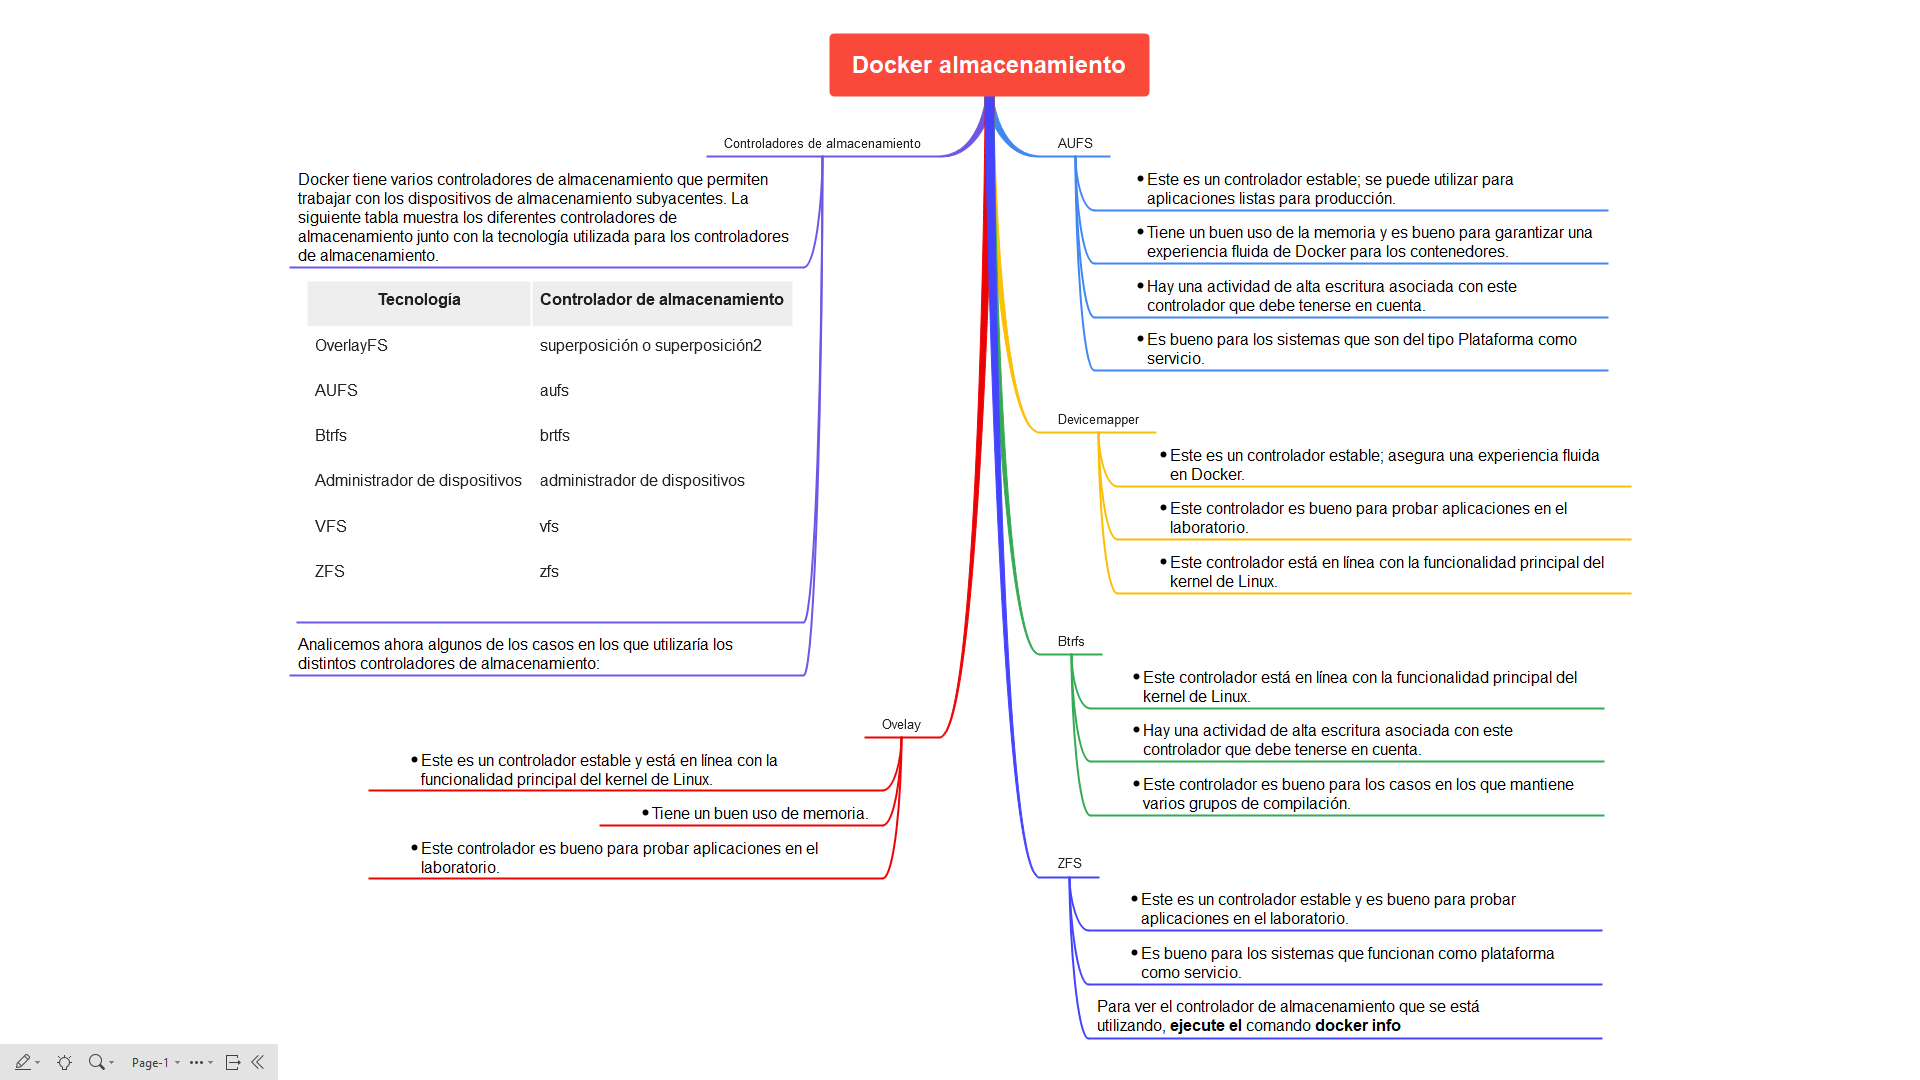 Docker almacenamiento
Controladores de almacenamiento
Docker tiene varios controladores de almacenamiento que permiten
trabajar con los dispositivos de almacenamiento subyacentes. La
siguiente tabla muestra los diferentes controladores de
almacenamiento junto con la tecnología utilizada para los controladores
de almacenamiento.
Tecnología Controlador de almacenamiento
OverlayFS superposición o superposición2
AUFS aufs
Btrfs brtfs
Administrador de dispositivos administrador de dispositivos
VFS vfs
ZFS zfs
Analicemos ahora algunos de los casos en los que utilizaría los
distintos controladores de almacenamiento:
Ovelay
• Este es un controlador estable y está en línea con la
funcionalidad principal del kernel de Linux.
• Tiene un buen uso de memoria.
• Este controlador es bueno para probar aplicaciones en el
laboratorio.
AUFS
• Este es un controlador estable; se puede utilizar para
aplicaciones listas para producción.
• Tiene un buen uso de la memoria y es bueno para garantizar una
experiencia fluida de Docker para los contenedores.
• Hay una actividad de alta escritura asociada con este
controlador que debe tenerse en cuenta.
• Es bueno para los sistemas que son del tipo Plataforma como
servicio.
Devicemapper
• Este es un controlador estable; asegura una experiencia fluida
en Docker.
• Este controlador es bueno para probar aplicaciones en el
laboratorio.
• Este controlador está en línea con la funcionalidad principal del
kernel de Linux.
Btrfs
• Este controlador está en línea con la funcionalidad principal del
kernel de Linux.
• Hay una actividad de alta escritura asociada con este
controlador que debe tenerse en cuenta.
• Este controlador es bueno para los casos en los que mantiene
varios grupos de compilación.
ZFS
• Este es un controlador estable y es bueno para probar
aplicaciones en el laboratorio.
• Es bueno para los sistemas que funcionan como plataforma
como servicio.
Para ver el controlador de almacenamiento que se está
utilizando, ejecute el comando docker info
Page-1